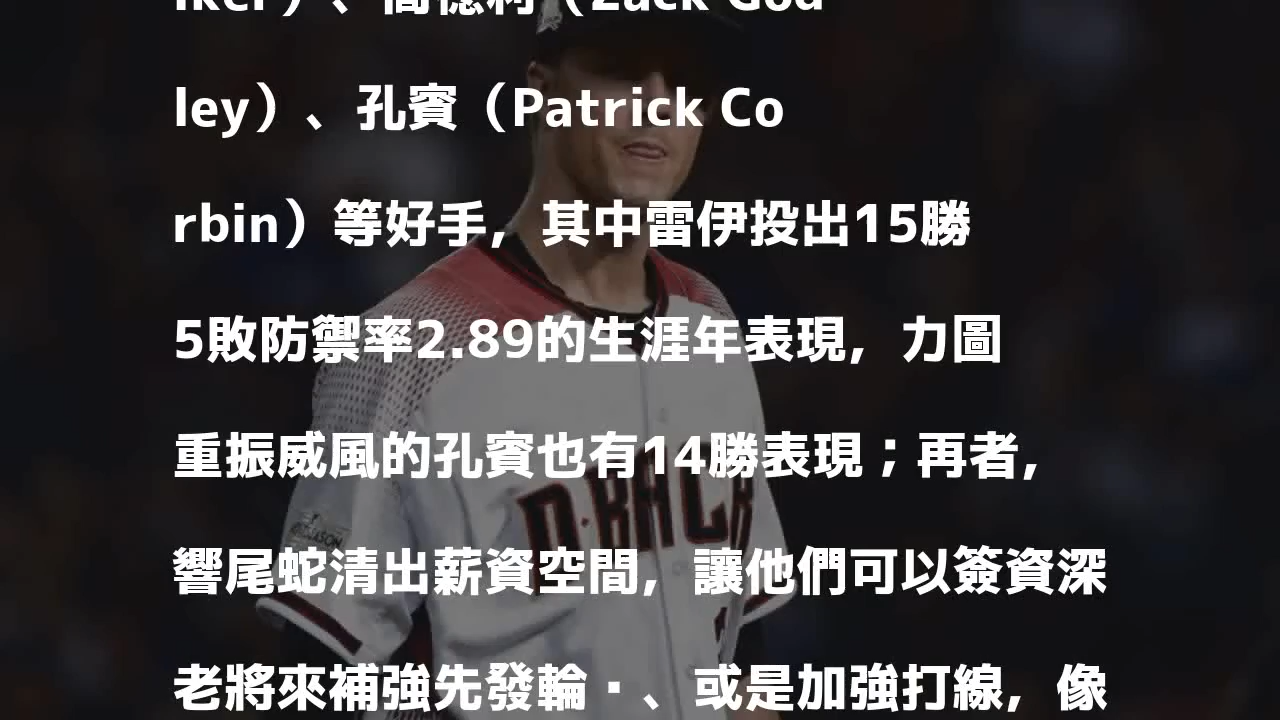 ley）、孔賓（Patrick Co
rbin）等好手，其中雷伊投出15勝
5敗防禦率2.89的生涯年表現，力圖
重振威風的孔賓也有14勝表現；再者，
響尾蛇清出薪資空間，讓他們可以簽資深
老將來補強先發輪·、或是加強打線，像